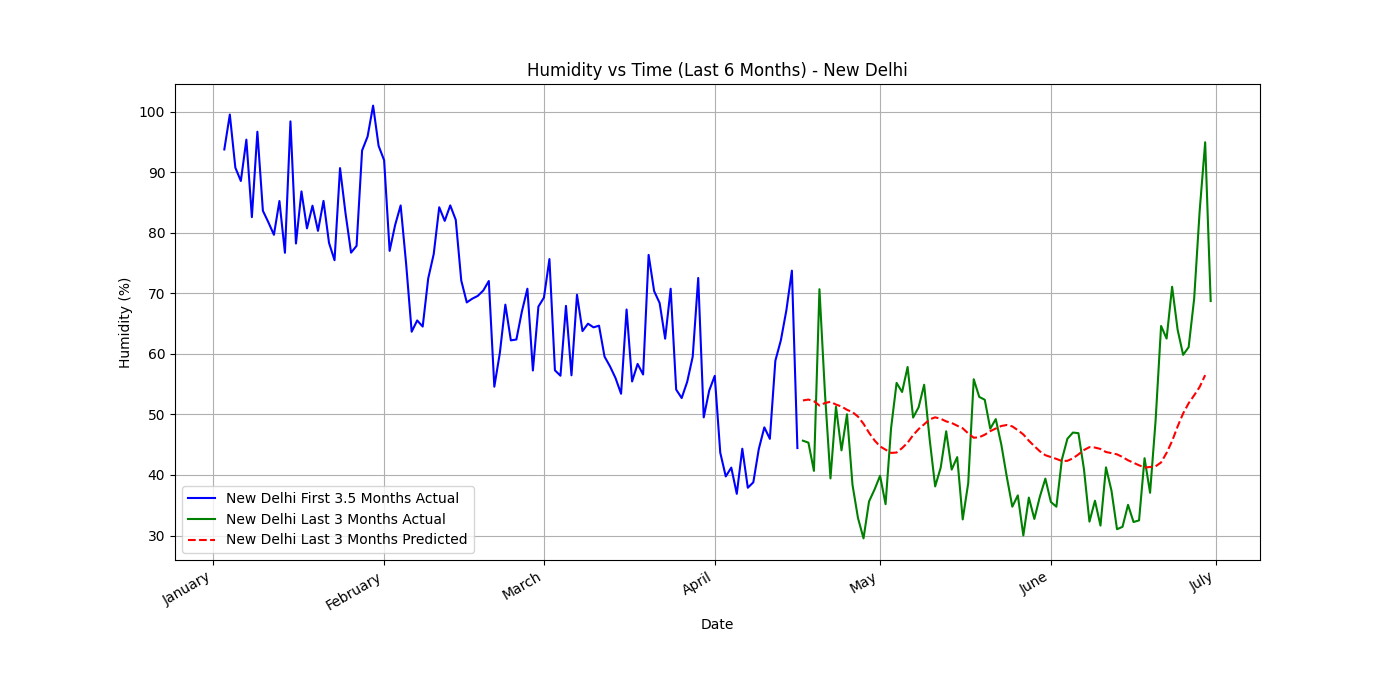 Humidity vs Time (Last 6 Months) - New Delhi
Humidity (%)
100
90
80
70
60
50
40
30
New Delhi First 3.5 Months Actual
New Delhi Last 3 Months Actual
New Delhi Last 3 Months Predicted
January
February
March
April
May
June
July
Date